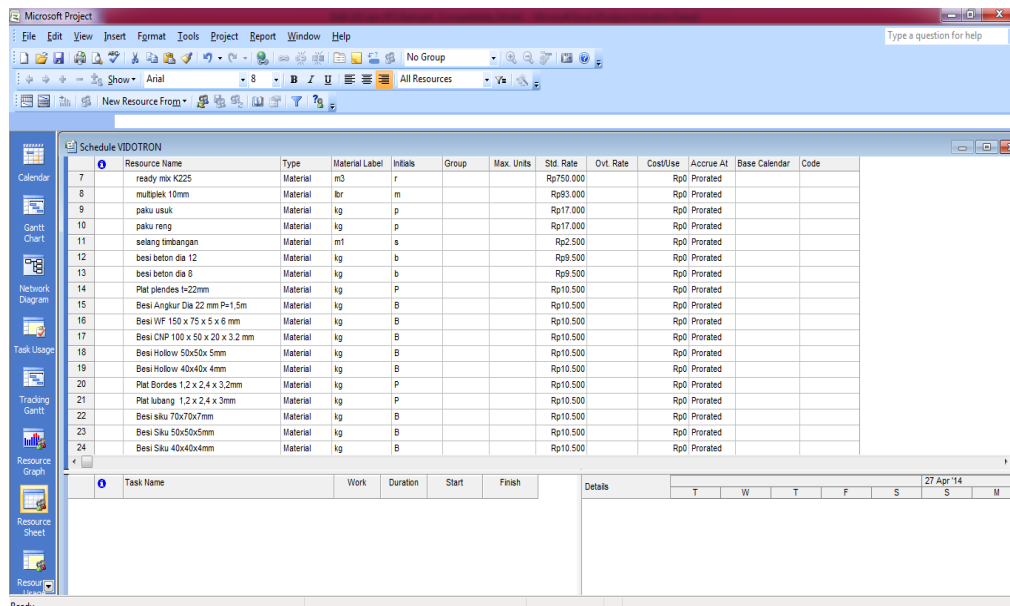 Microsoft Project
File Edit View Insert Format Tools Project Report Window Help Type a question for help
No Group
Show Arial 8 B I U All Resources
New Resource From
Schedule VIDOTRON
Resource Name Type Material Label Initials Group Max. Units Std. Rate Ovt. Rate Cost/Use Accrue At Base Calendar Code
7 ready mix K225 Material m3 r Rp750.000 Rp0 Prorated
8 multiplek 10mm Material lbr m Rp93.000 Rp0 Prorated
9 paku usuk Material kg p Rp17.000 Rp0 Prorated
10 paku reng Material kg p Rp17.000 Rp0 Prorated
11 selang timbangan Material m1 s Rp2.500 Rp0 Prorated
12 besi beton dia 12 Material kg b Rp9.500 Rp0 Prorated
13 besi beton dia 8 Material kg b Rp9.500 Rp0 Prorated
14 Plat plendes t=22mm Material kg P Rp10.500 Rp0 Prorated
15 Besi Angkur Dia 22 mm P=1,5m Material kg B Rp10.500 Rp0 Prorated
16 Besi WF 150 x 75 x 5 x 6 mm Material kg B Rp10.500 Rp0 Prorated
17 Besi CNP 100 x 50 x 20 x 3.2 mm Material kg B Rp10.500 Rp0 Prorated
18 Besi Hollow 50x50x 5mm Material kg B Rp10.500 Rp0 Prorated
19 Besi Hollow 40x40x 4mm Material kg B Rp10.500 Rp0 Prorated
20 Plat Bordes 1,2 x 2,4 x 3,2mm Material kg P Rp10.500 Rp0 Prorated
21 Plat lubang 1,2 x 2,4 x 3mm Material kg P Rp10.500 Rp0 Prorated
22 Besi siku 70x70x7mm Material kg B Rp10.500 Rp0 Prorated
23 Besi Siku 50x50x5mm Material kg B Rp10.500 Rp0 Prorated
24 Besi Siku 40x40x4mm Material kg B Rp10.500 Rp0 Prorated
Calendar
Gantt
Chart
Network
Diagram
Task Usage
Tracking
Gantt
Resource
Graph
Resource
Sheet
Task Name Work Duration Start Finish Details 27 Apr '14
T W T F S S M